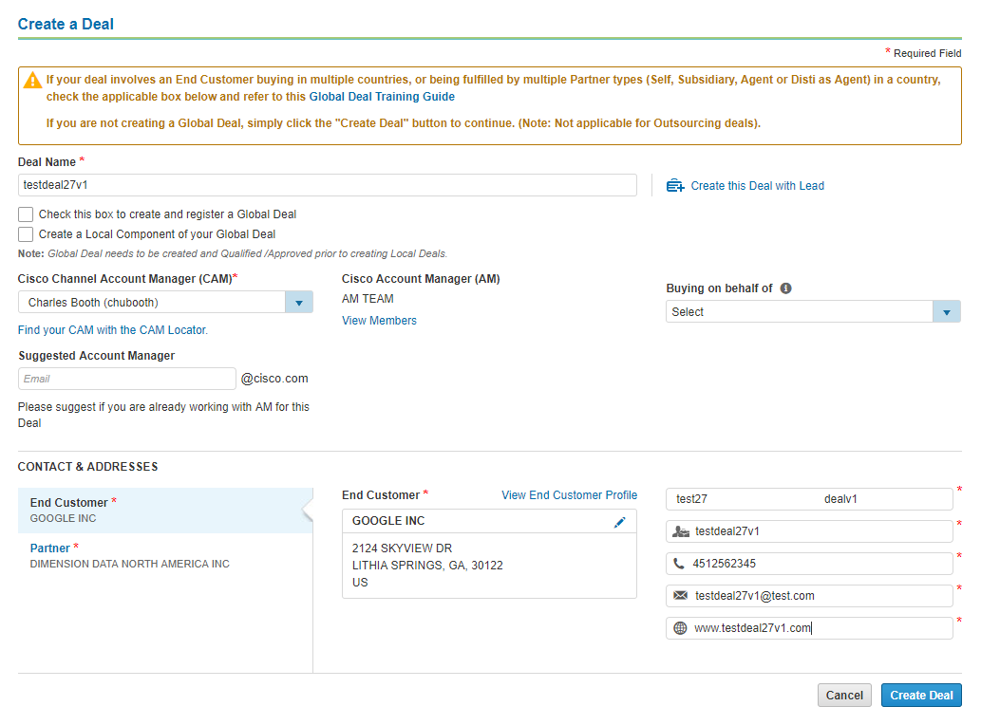 Create a Deal
* Required Field
If your deal involves an End Customer buying in multiple countries, or being fulfilled by multiple Partner types (Self, Subsidiary, Agent or Disti as Agent) in a country,
check the applicable box below and refer to this Global Deal Training Guide
If you are not creating a Global Deal, simply click the "Create Deal" button to continue. (Note: Not applicable for Outsourcing deals).
Deal Name *
testdeal27v1
Create this Deal with Lead
Check this box to create and register a Global Deal
Create a Local Component of your Global Deal
Note: Global Deal needs to be created and Qualified /Approved prior to creating Local Deals.
Cisco Channel Account Manager (CAM)*
Charles Booth (chubooth)
Find your CAM with the CAM Locator.
Cisco Account Manager (AM)
AM TEAM
View Members
Buying on behalf of
Select
Suggested Account Manager
Email @cisco.com
Please suggest if you are already working with AM for this
Deal
CONTACT & ADDRESSES
End Customer *
GOOGLE INC
Partner *
DIMENSION DATA NORTH AMERICA INC
End Customer * View End Customer Profile
GOOGLE INC
2124 SKYVIEW DR
LITHIA SPRINGS, GA, 30122
US
test27 dealv1 *
testdeal27v1 *
4512562345 *
testdeal27v1@test.com *
www.testdeal27v1.com *
Cancel Create Deal